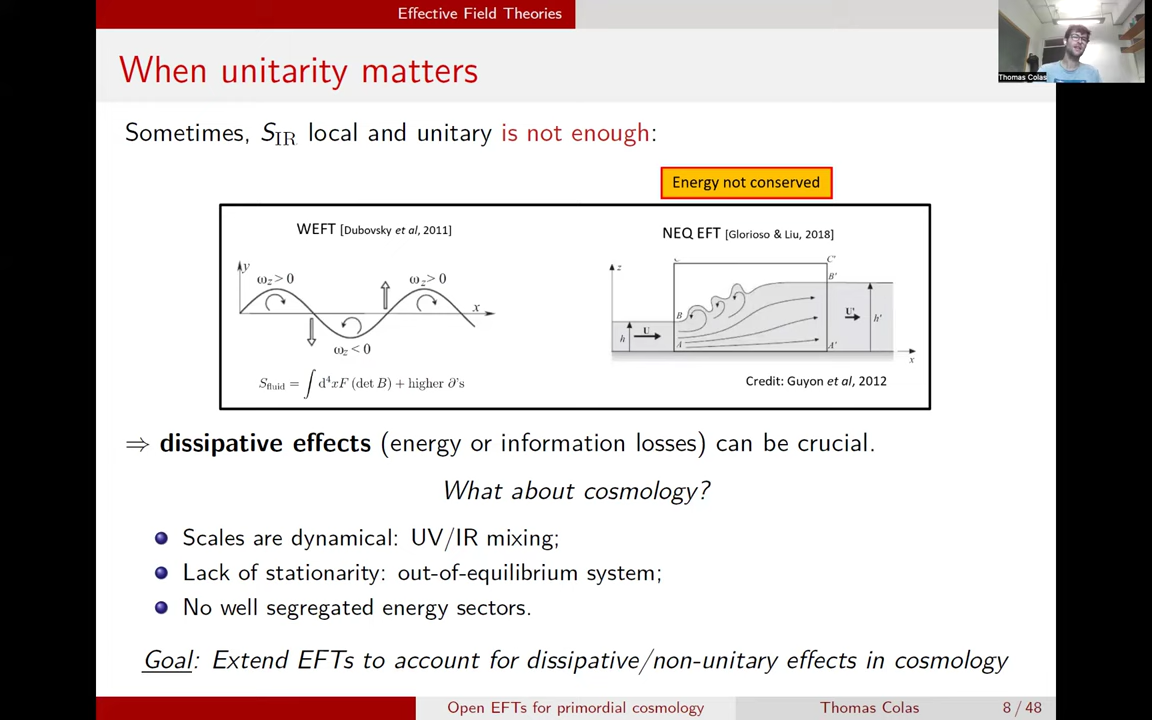 Effective Field Theories
Thomas Colas
When unitarity matters
Sometimes, S_IR local and unitary is not enough:
Energy not conserved
WEFT [Dubovsky et al, 2011]
NEQ EFT [Glorioso & Liu, 2018]
y
ω_z > 0
ω_z > 0
x
ω_z < 0
S_fluid = ∫ d⁴x F (det B) + higher ∂'s
z
C
C'
B
B'
U
U'
h
h'
A
A'
x
Credit: Guyon et al, 2012
⇒ dissipative effects (energy or information losses) can be crucial.
What about cosmology?
Scales are dynamical: UV/IR mixing;
Lack of stationarity: out-of-equilibrium system;
No well segregated energy sectors.
Goal: Extend EFTs to account for dissipative/non-unitary effects in cosmology
Open EFTs for primordial cosmology
Thomas Colas
8 / 48